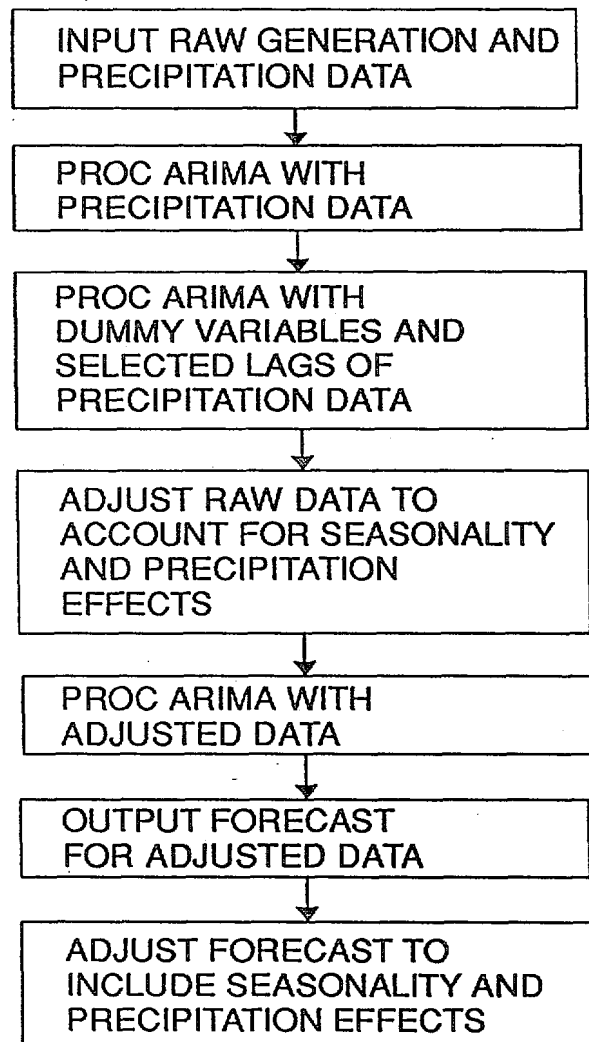 INPUT RAW GENERATION AND
PRECIPITATION DATA
PROC ARIMA WITH
PRECIPITATION DATA
PROC ARIMA WITH
DUMMY VARIABLES AND
SELECTED LAGS OF
PRECIPITATION DATA
ADJUST RAW DATA TO
ACCOUNT FOR SEASONALITY
AND PRECIPITATION
EFFECTS
PROC ARIMA WITH
ADJUSTED DATA
OUTPUT FORECAST
FOR ADJUSTED DATA
ADJUST FORECAST TO
INCLUDE SEASONALITY AND
PRECIPITATION EFFECTS